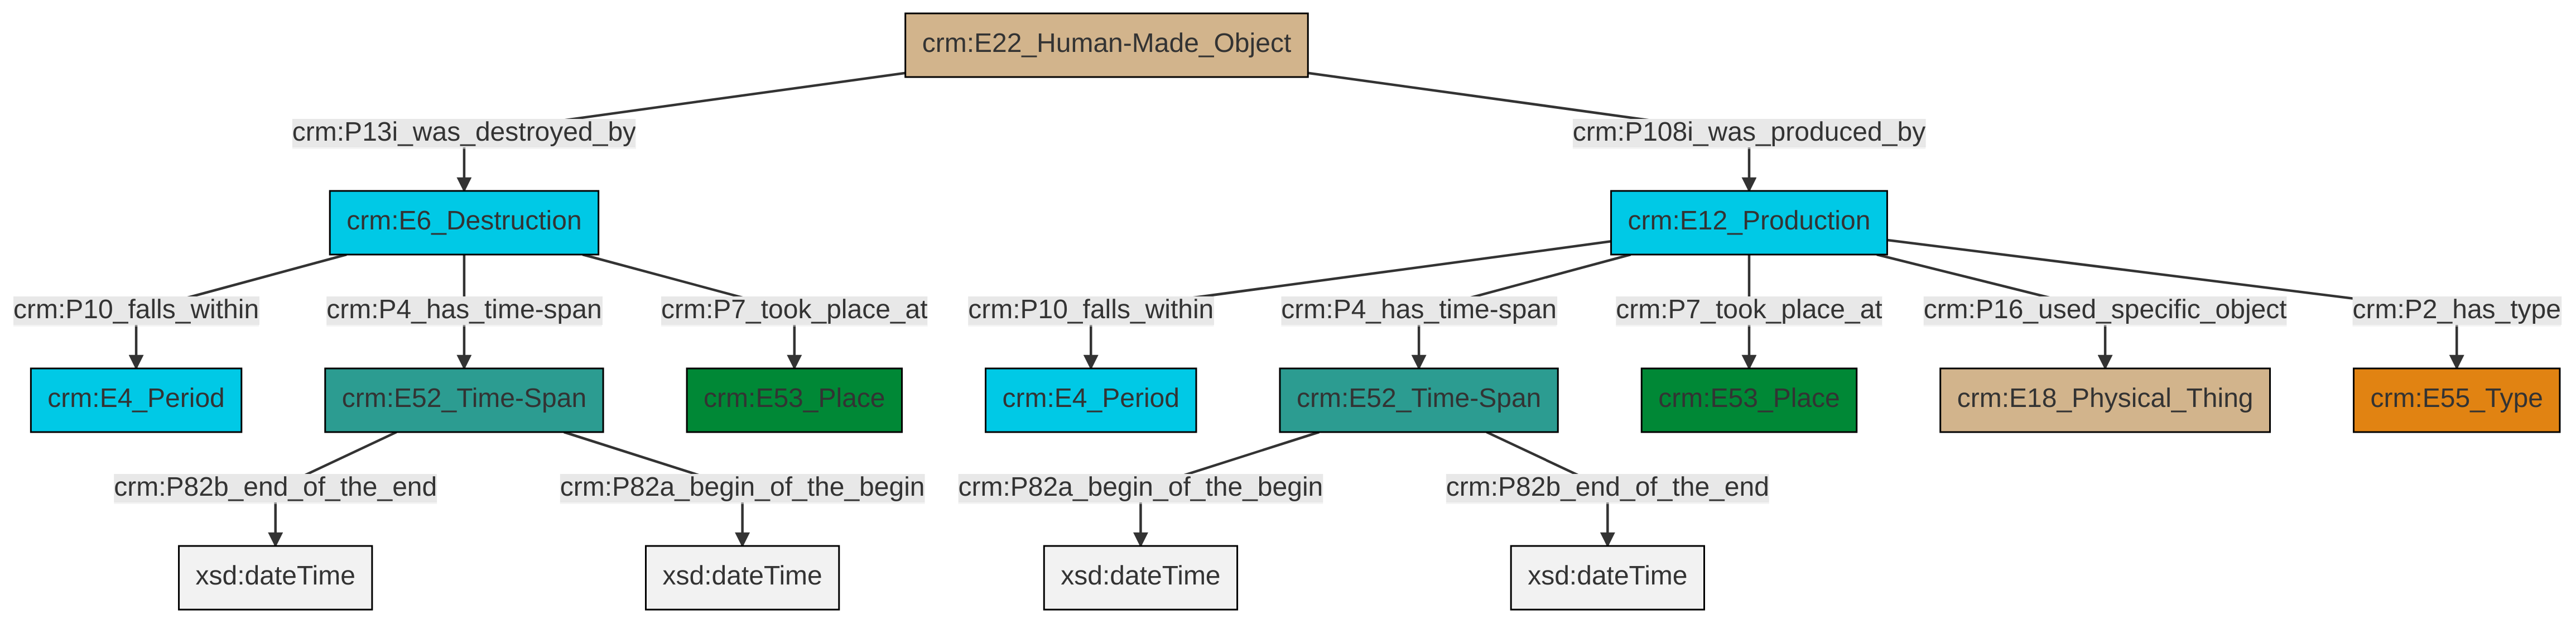 crm:E22_Human-Made_Object
crm:P13i_was_destroyed_by
crm:P108i_was_produced_by
crm:E6_Destruction
crm:E12_Production
crm:P10_falls_within
crm:P4_has_time-span
crm:P7_took_place_at
crm:P10_falls_within
crm:P4_has_time-span
crm:P7_took_place_at
crm:P16_used_specific_object
crm:P2_has_type
crm:E4_Period
crm:E52_Time-Span
crm:E53_Place
crm:E4_Period
crm:E52_Time-Span
crm:E53_Place
crm:E18_Physical_Thing
crm:E55_Type
crm:P82b_end_of_the_end
crm:P82a_begin_of_the_begin
crm:P82a_begin_of_the_begin
crm:P82b_end_of_the_end
xsd:dateTime
xsd:dateTime
xsd:dateTime
xsd:dateTime